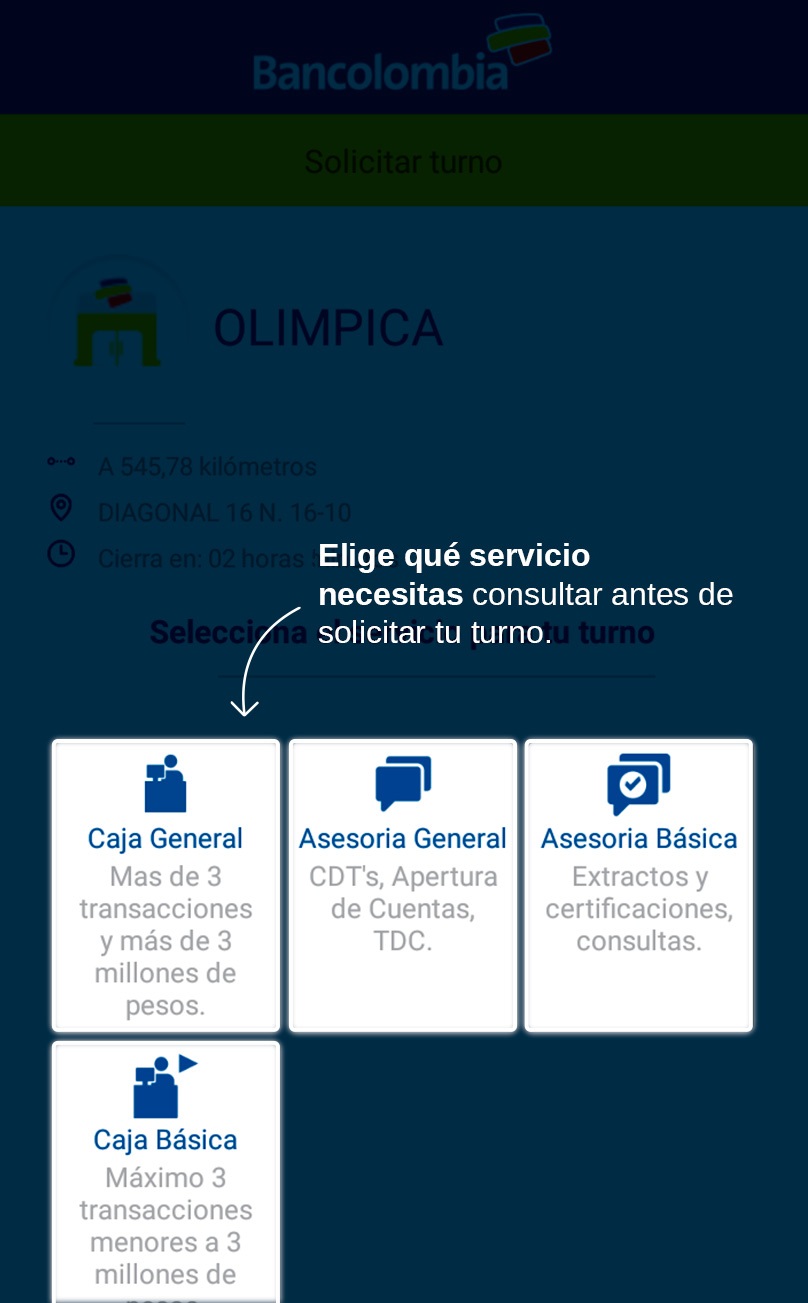 Bancolombia
Solicitar turno
OLIMPICA
A 545,78 kilómetros
DIAGONAL 16 N. 16-10
Cierra en: 02 horas
Elige qué servicio
necesitas consultar antes de
solicitar tu turno.
Selecciona tu turno
Caja General
Mas de 3
transacciones
y más de 3
millones de
pesos.
Asesoria General
CDT's, Apertura
de Cuentas,
TDC.
Asesoria Básica
Extractos y
certificaciones,
consultas.
Caja Básica
Máximo 3
transacciones
menores a 3
millones de